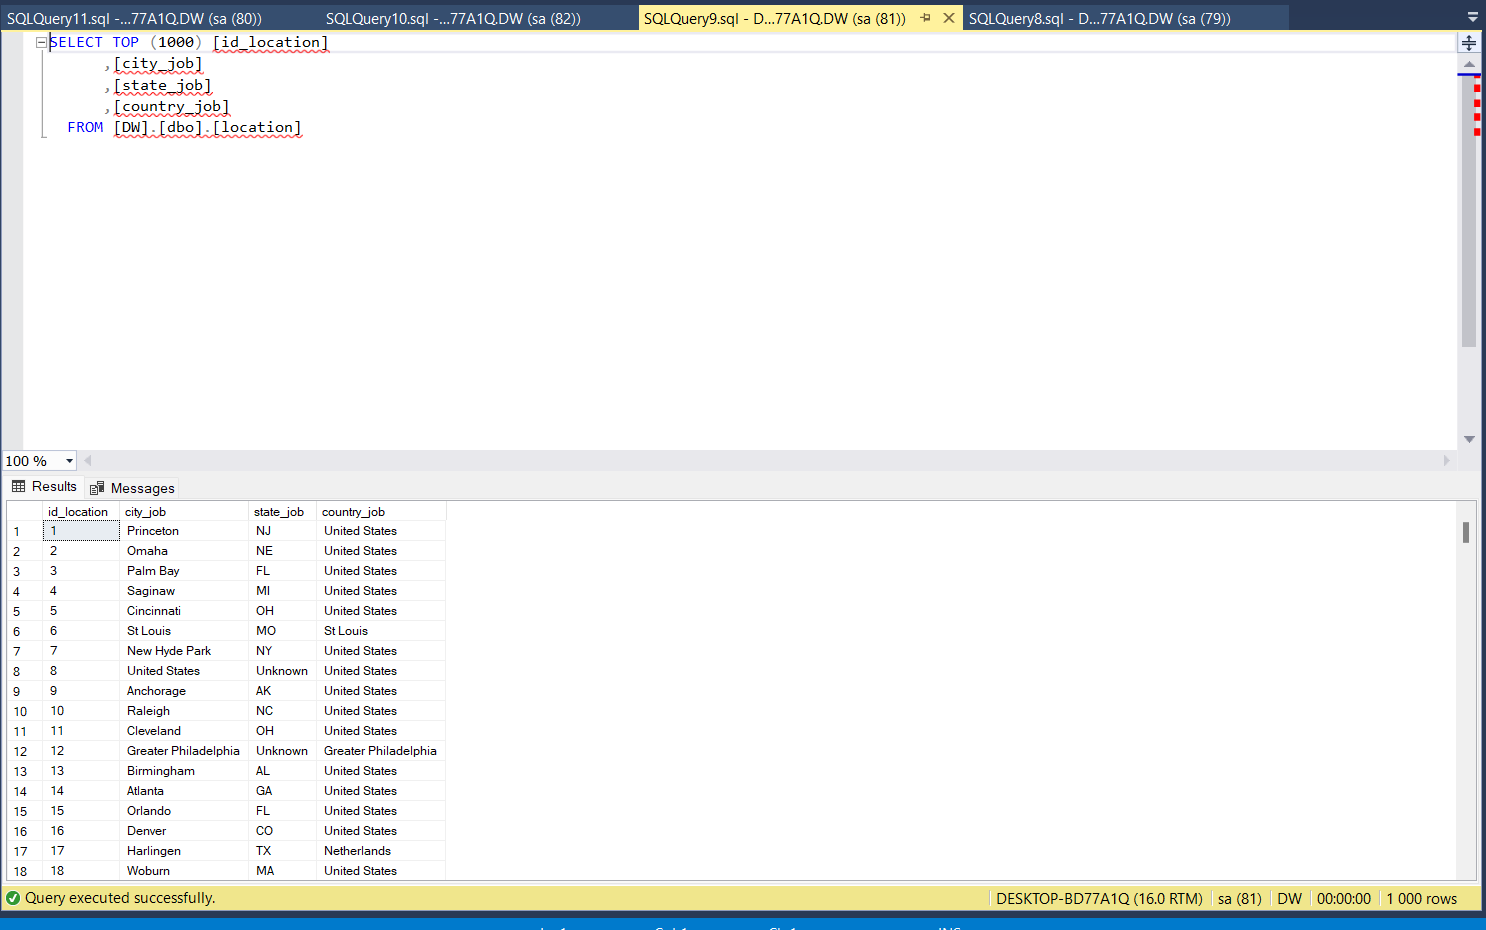 SQLQuery11.sql -...77A1Q.DW (sa (80)) SQLQuery10.sql -...77A1Q.DW (sa (82)) SQLQuery9.sql - D...77A1Q.DW (sa (81)) SQLQuery8.sql - D...77A1Q.DW (sa (79))
SELECT TOP (1000) [id_location]
,[city_job]
,[state_job]
,[country_job]
FROM [DW].[dbo].[location]
100 %
Results Messages
id_location city_job state_job country_job
1 1 Princeton NJ United States
2 2 Omaha NE United States
3 3 Palm Bay FL United States
4 4 Saginaw MI United States
5 5 Cincinnati OH United States
6 6 St Louis MO St Louis
7 7 New Hyde Park NY United States
8 8 United States Unknown United States
9 9 Anchorage AK United States
10 10 Raleigh NC United States
11 11 Cleveland OH United States
12 12 Greater Philadelphia Unknown Greater Philadelphia
13 13 Birmingham AL United States
14 14 Atlanta GA United States
15 15 Orlando FL United States
16 16 Denver CO United States
17 17 Harlingen TX Netherlands
18 18 Woburn MA United States
Query executed successfully. DESKTOP-BD77A1Q (16.0 RTM) sa (81) DW 00:00:00 1 000 rows